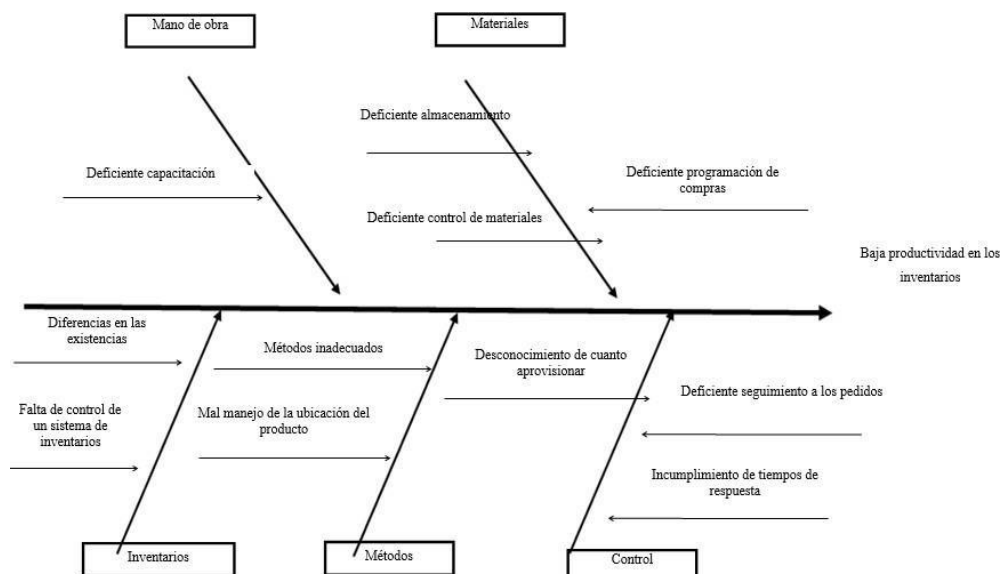 Mano de obra
Materiales
Deficiente almacenamiento
Deficiente capacitación
Deficiente programación de
compras
Deficiente control de materiales
Baja productividad en los
inventarios
Diferencias en las
existencias
Métodos inadecuados
Desconocimiento de cuanto
aprovisionar
Deficiente seguimiento a los pedidos
Falta de control de
un sistema de
inventarios
Mal manejo de la ubicación del
producto
Incumplimiento de tiempos de
respuesta
Inventarios
Métodos
Control